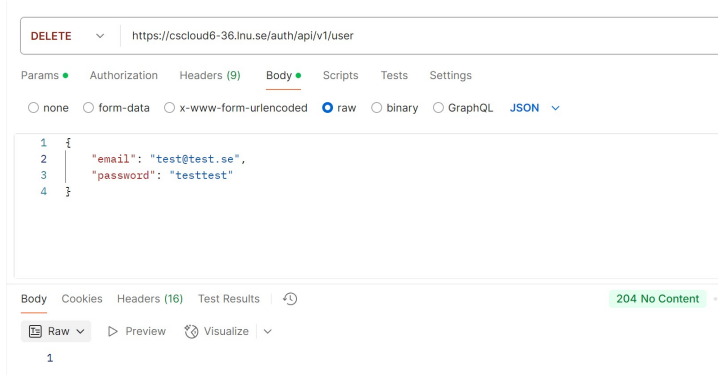 DELETE https://cscloud6-36.lnu.se/auth/api/v1/user
Params Authorization Headers (9) Body Scripts Tests Settings
none form-data x-www-form-urlencoded raw binary GraphQL JSON
1 {
2 "email": "test@test.se",
3 "password": "testtest"
4 }
Body Cookies Headers (16) Test Results 204 No Content
Raw Preview Visualize
1